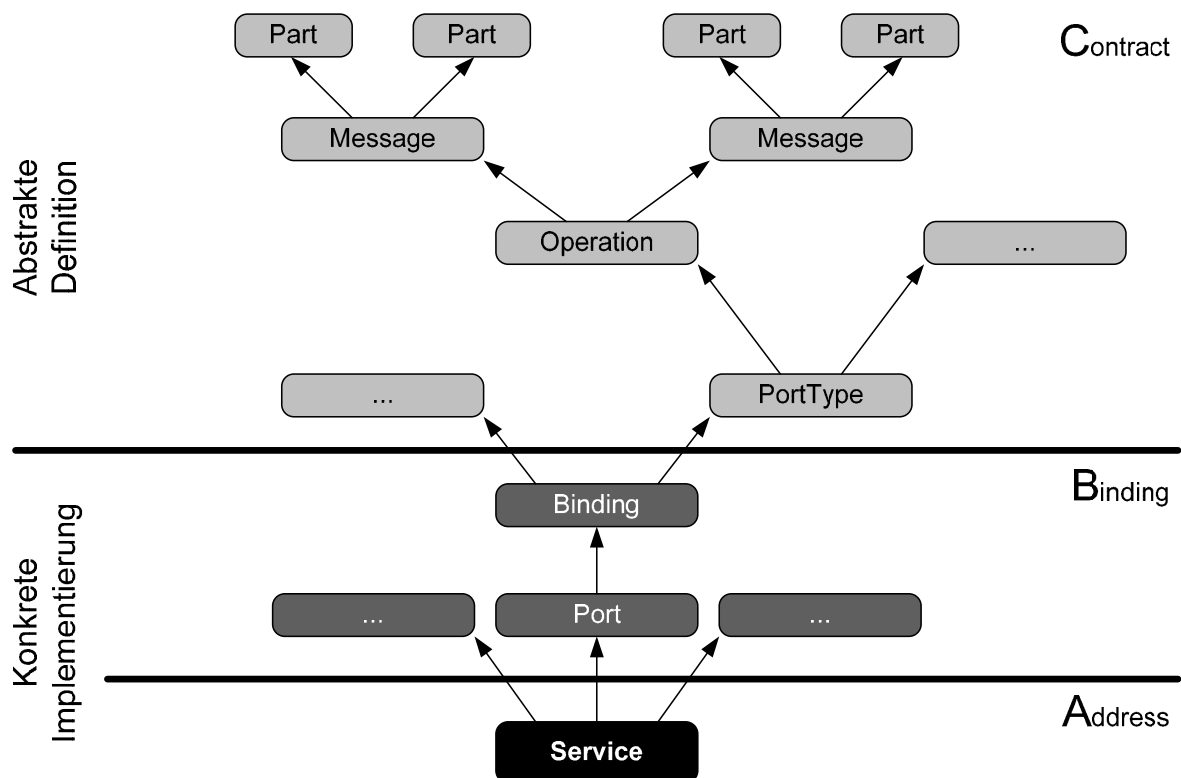 Part
Part
Part
Part
Contract
Message
Message
Abstrakte
Definition
Operation
...
...
PortType
Binding
Binding
Konkrete
Implementierung
...
Port
...
Address
Service